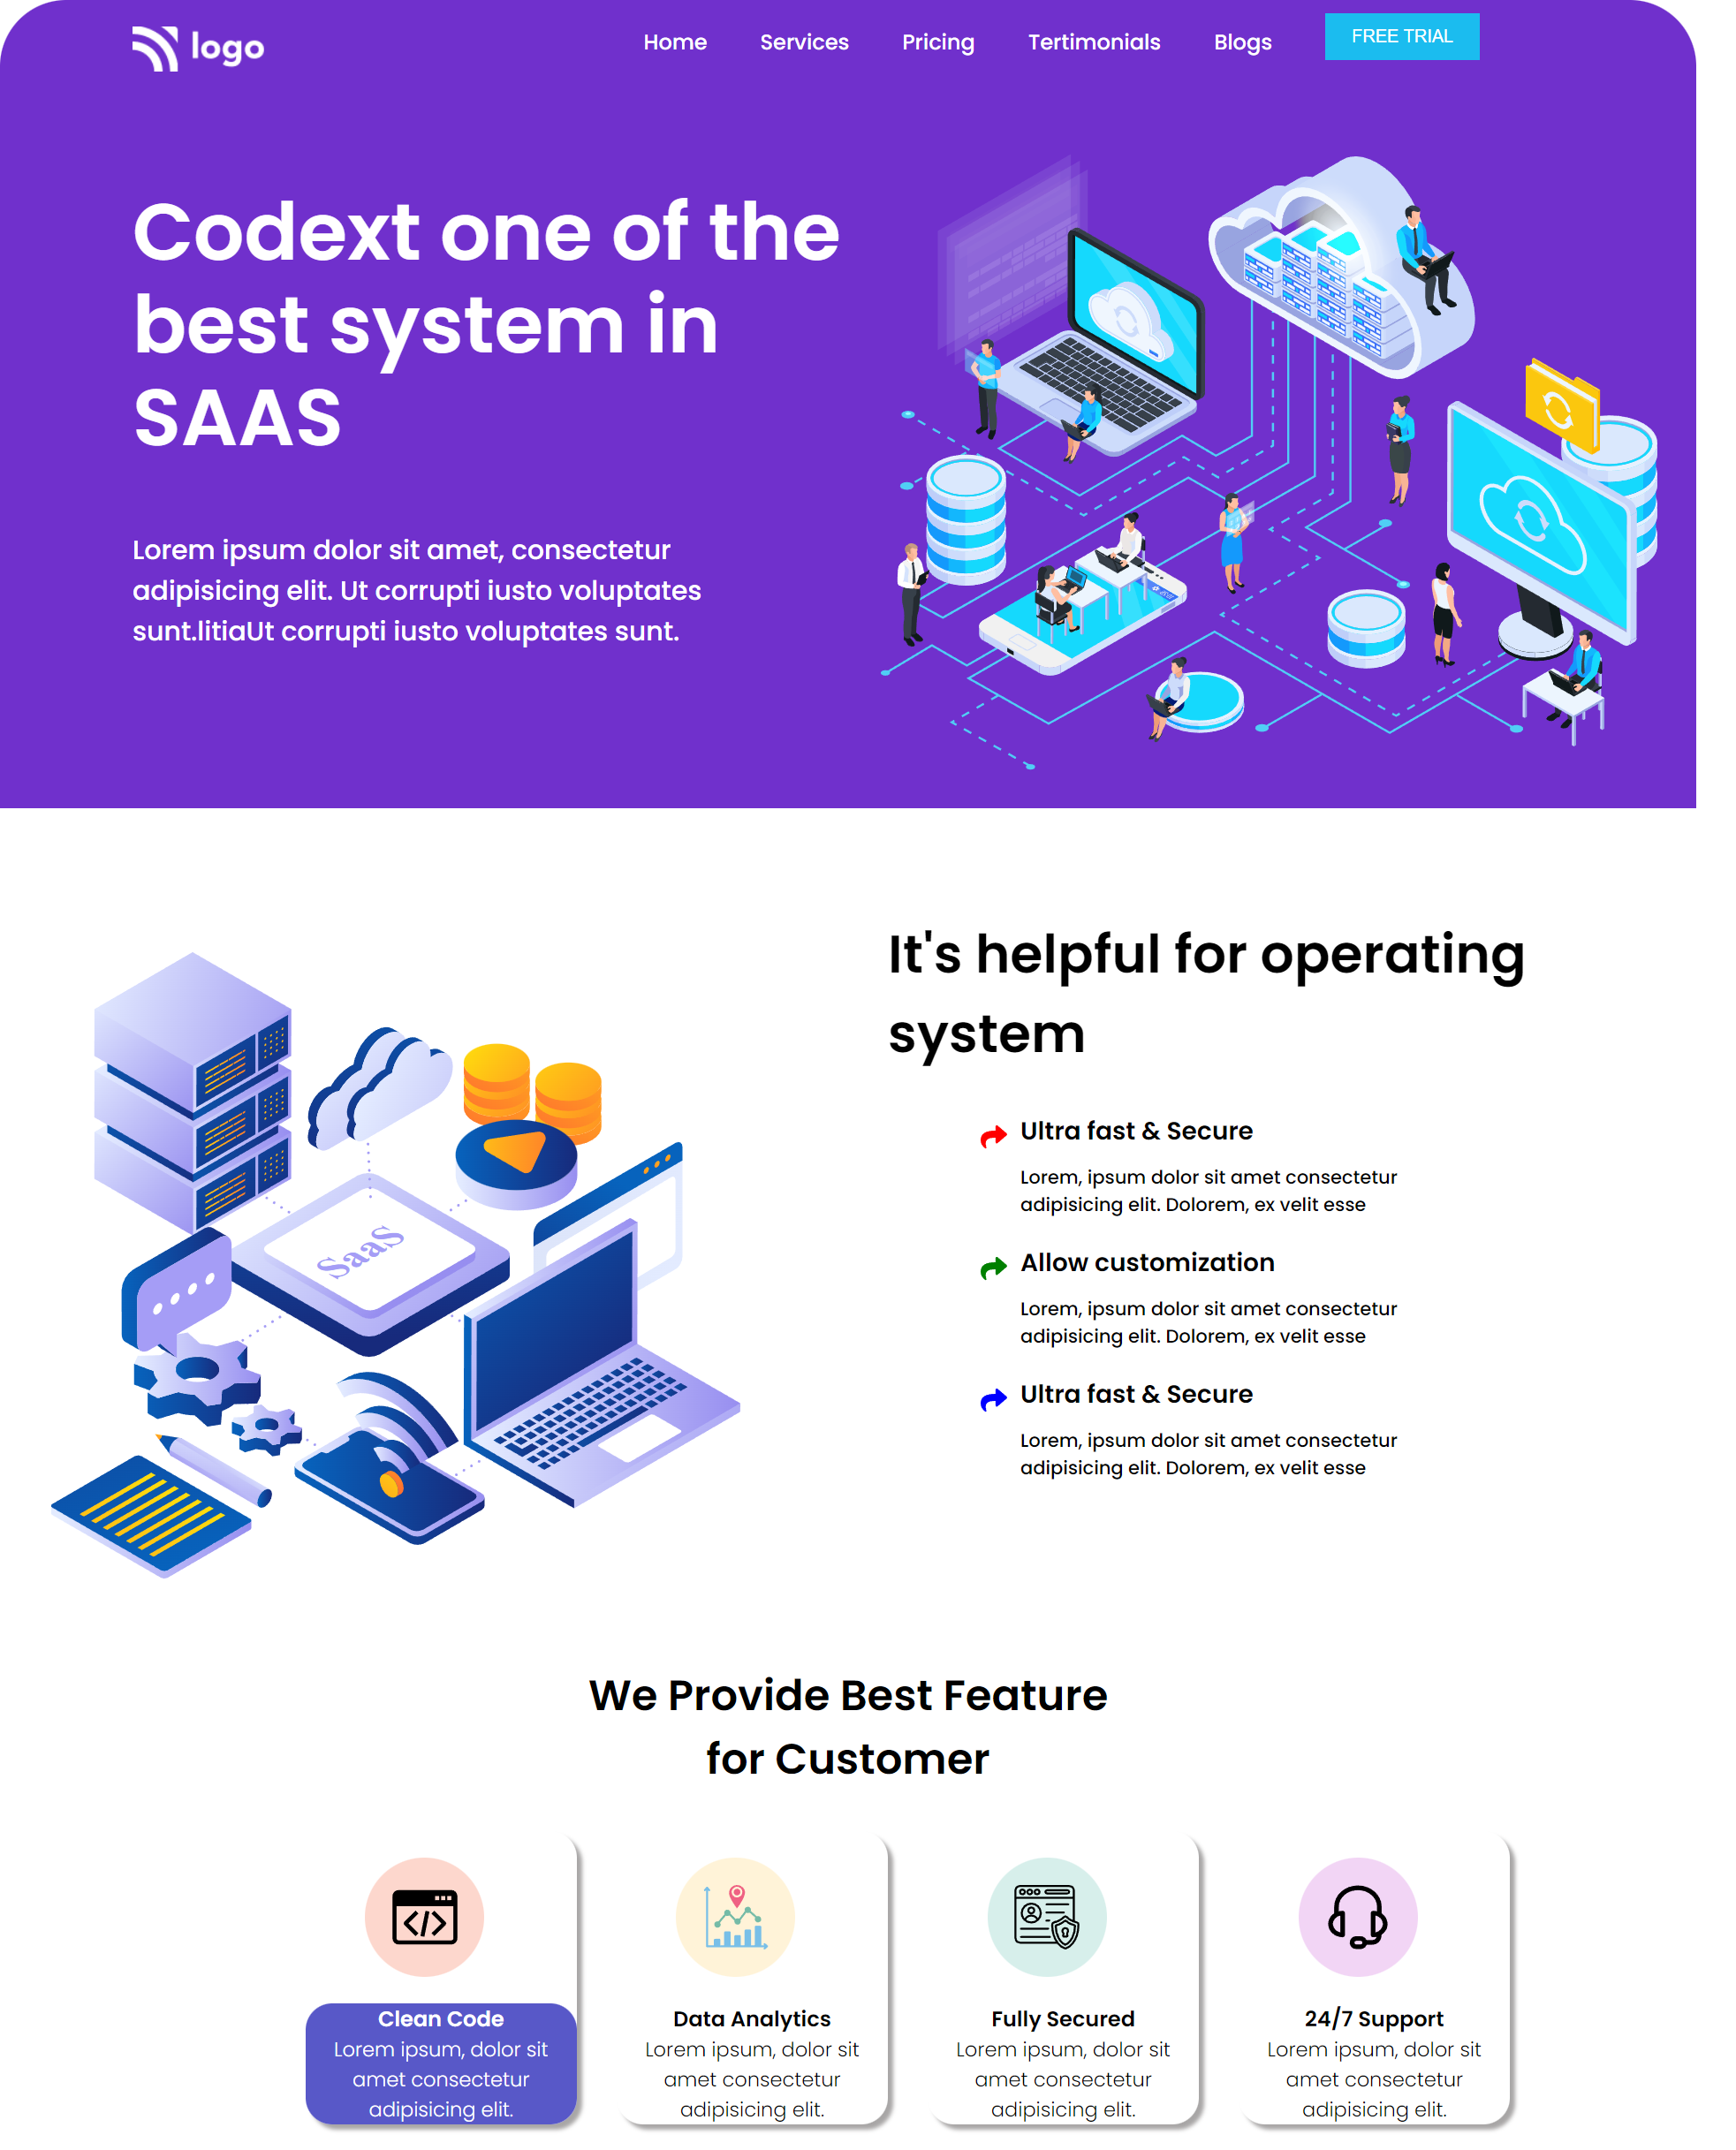 logo
Home Services Pricing Tertimonials Blogs FREE TRIAL
Codext one of the
best system in
SAAS
Lorem ipsum dolor sit amet, consectetur
adipisicing elit. Ut corrupti iusto voluptates
sunt.litiaUt corrupti iusto voluptates sunt.
SaaS
It's helpful for operating
system
Ultra fast & Secure
Lorem, ipsum dolor sit amet consectetur
adipisicing elit. Dolorem, ex velit esse
Allow customization
Lorem, ipsum dolor sit amet consectetur
adipisicing elit. Dolorem, ex velit esse
Ultra fast & Secure
Lorem, ipsum dolor sit amet consectetur
adipisicing elit. Dolorem, ex velit esse
We Provide Best Feature
for Customer
Clean Code
Lorem ipsum, dolor sit
amet consectetur
adipisicing elit.
Data Analytics
Lorem ipsum, dolor sit
amet consectetur
adipisicing elit.
Fully Secured
Lorem ipsum, dolor sit
amet consectetur
adipisicing elit.
24/7 Support
Lorem ipsum, dolor sit
amet consectetur
adipisicing elit.